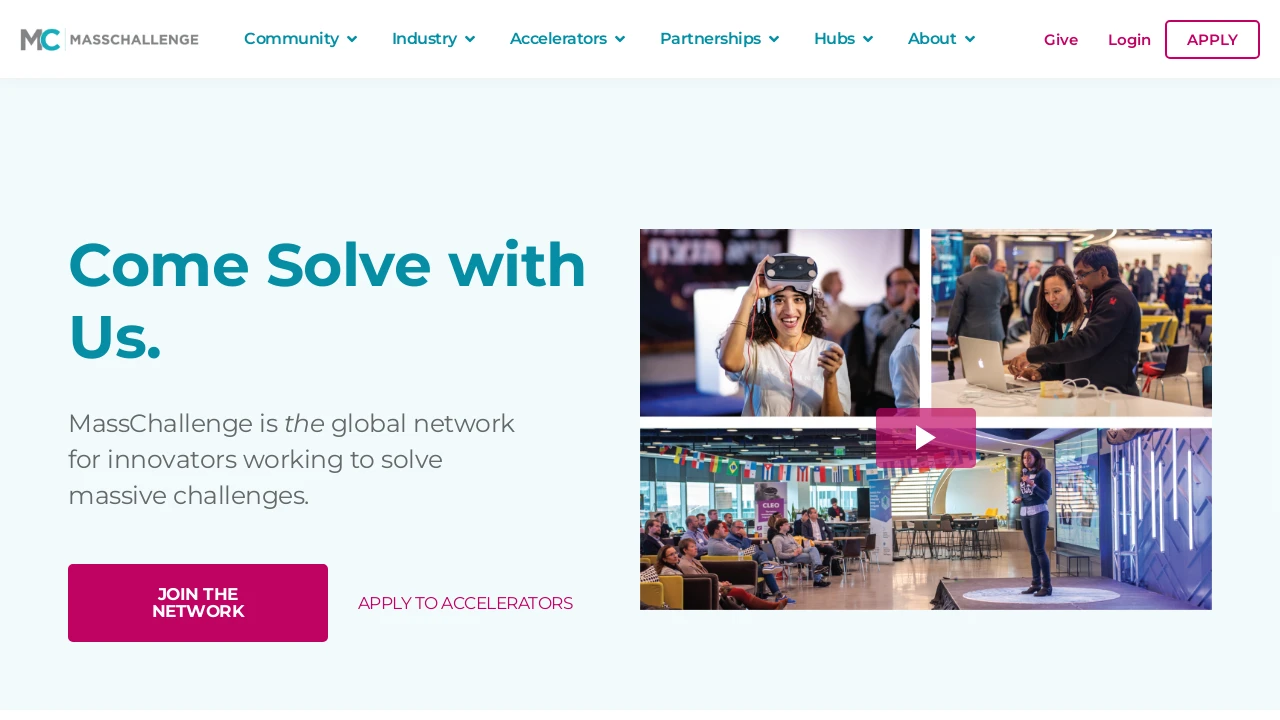 MC MASSCHALLENGE
Community
Industry
Accelerators
Partnerships
Hubs
About
Give
Login
APPLY
Come Solve with
Us.
MassChallenge is the global network
for innovators working to solve
massive challenges.
JOIN THE
NETWORK
APPLY TO ACCELERATORS
CLEO